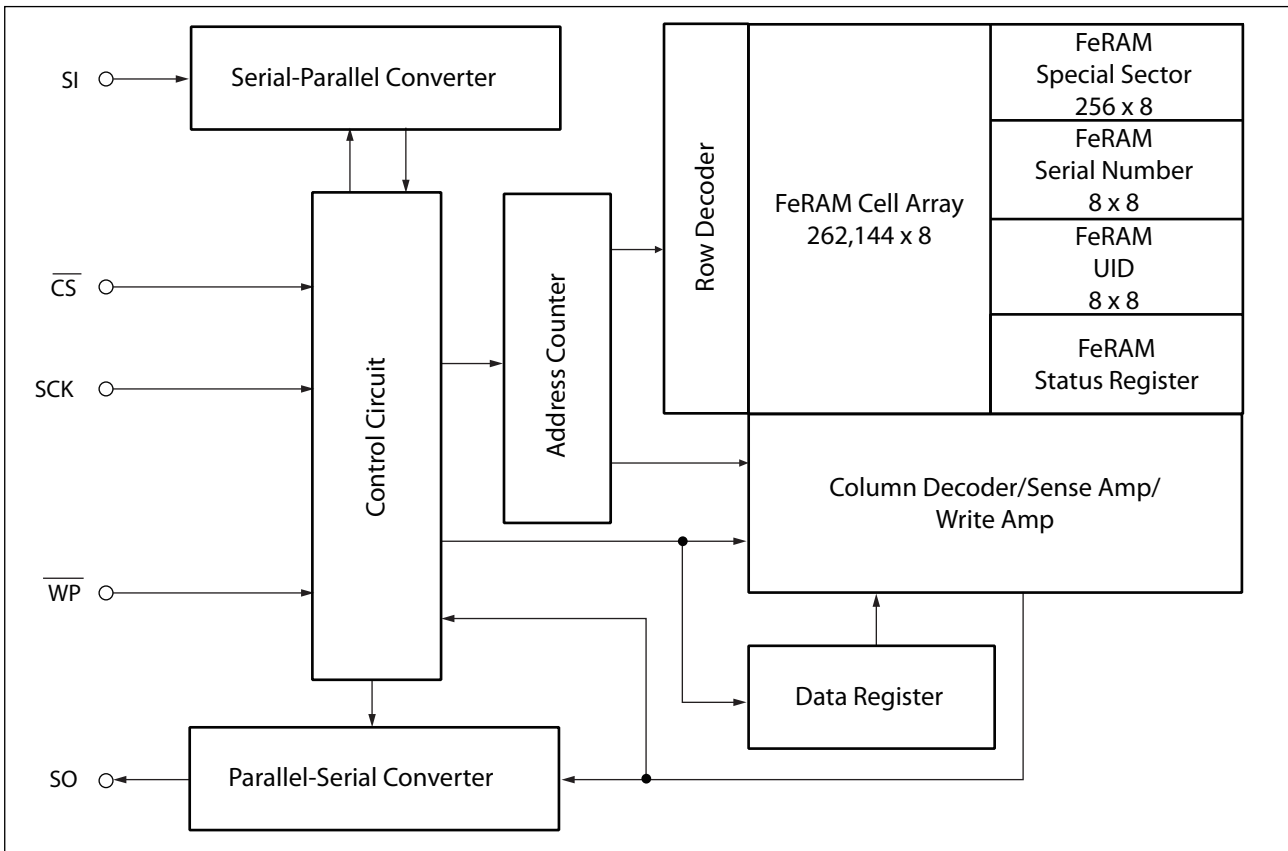 SI
Serial-Parallel Converter
FeRAM
Special Sector
256 x 8
FeRAM
Serial Number
8 x 8
FeRAM
UID
8 x 8
FeRAM
Status Register
Row Decoder
FeRAM Cell Array
262,144 x 8
CS
SCK
WP
Control Circuit
Address Counter
Column Decoder/Sense Amp/
Write Amp
Data Register
SO
Parallel-Serial Converter